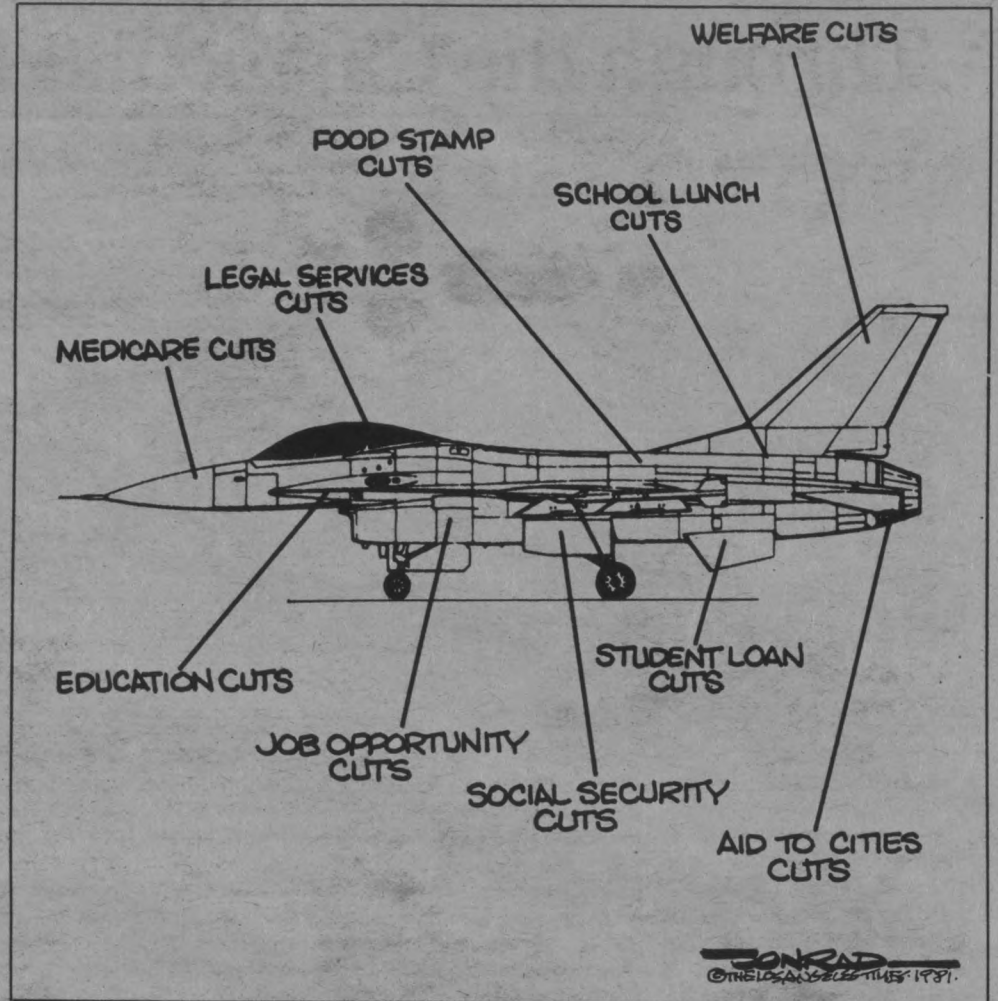 WELFARE CUTS
FOOD STAMP
CUTS
SCHOOL LUNCH
CUTS
LEGAL SERVICES
CUTS
MEDICARE CUTS
EDUCATION CUTS
STUDENT LOAN
CUTS
JOB OPPORTUNITY
CUTS
SOCIAL SECURITY
CUTS
AID TO CITIES
CUTS
CONRAD
©THE LOS ANGELES TIMES·1981·